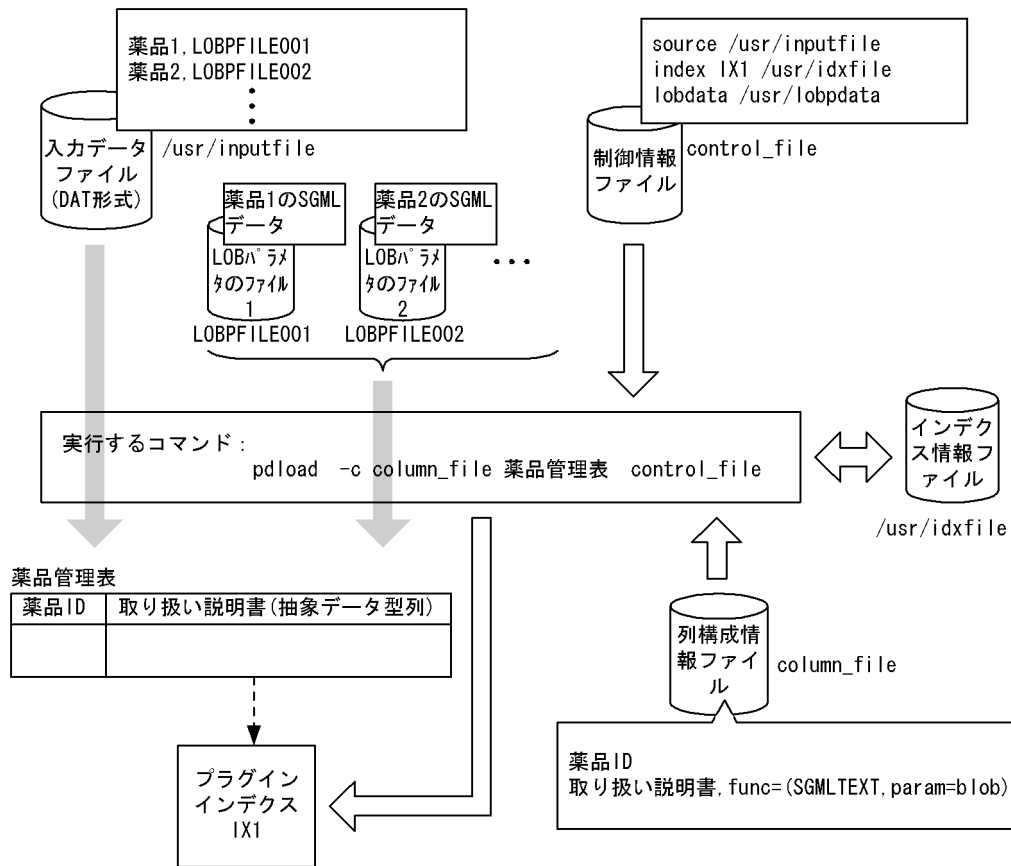 薬品1,LOBPFILE001
薬品2,LOBPFILE002
source /usr/inputfile
index IX1 /usr/idxfile
lobdata /usr/lobpdata
入力データ
ファイル
(DAT形式)
/usr/inputfile
制御情報
ファイル
control_file
薬品1のSGML
データ
薬品2のSGML
データ
LOBパラメ
タのファイル
1
LOBパラメ
タのファイル
2
LOBPFILE001
LOBPFILE002
実行するコマンド:
pdload -c column_file 薬品管理表 control_file
インデク
ス情報フ
ァイル
/usr/idxfile
薬品管理表
薬品ID
取り扱い説明書(抽象データ型列)
列構成情
報ファイ
ル
column_file
プラグイン
インデクス
IX1
薬品ID
取り扱い説明書,func=(SGMLTEXT,param=blob)